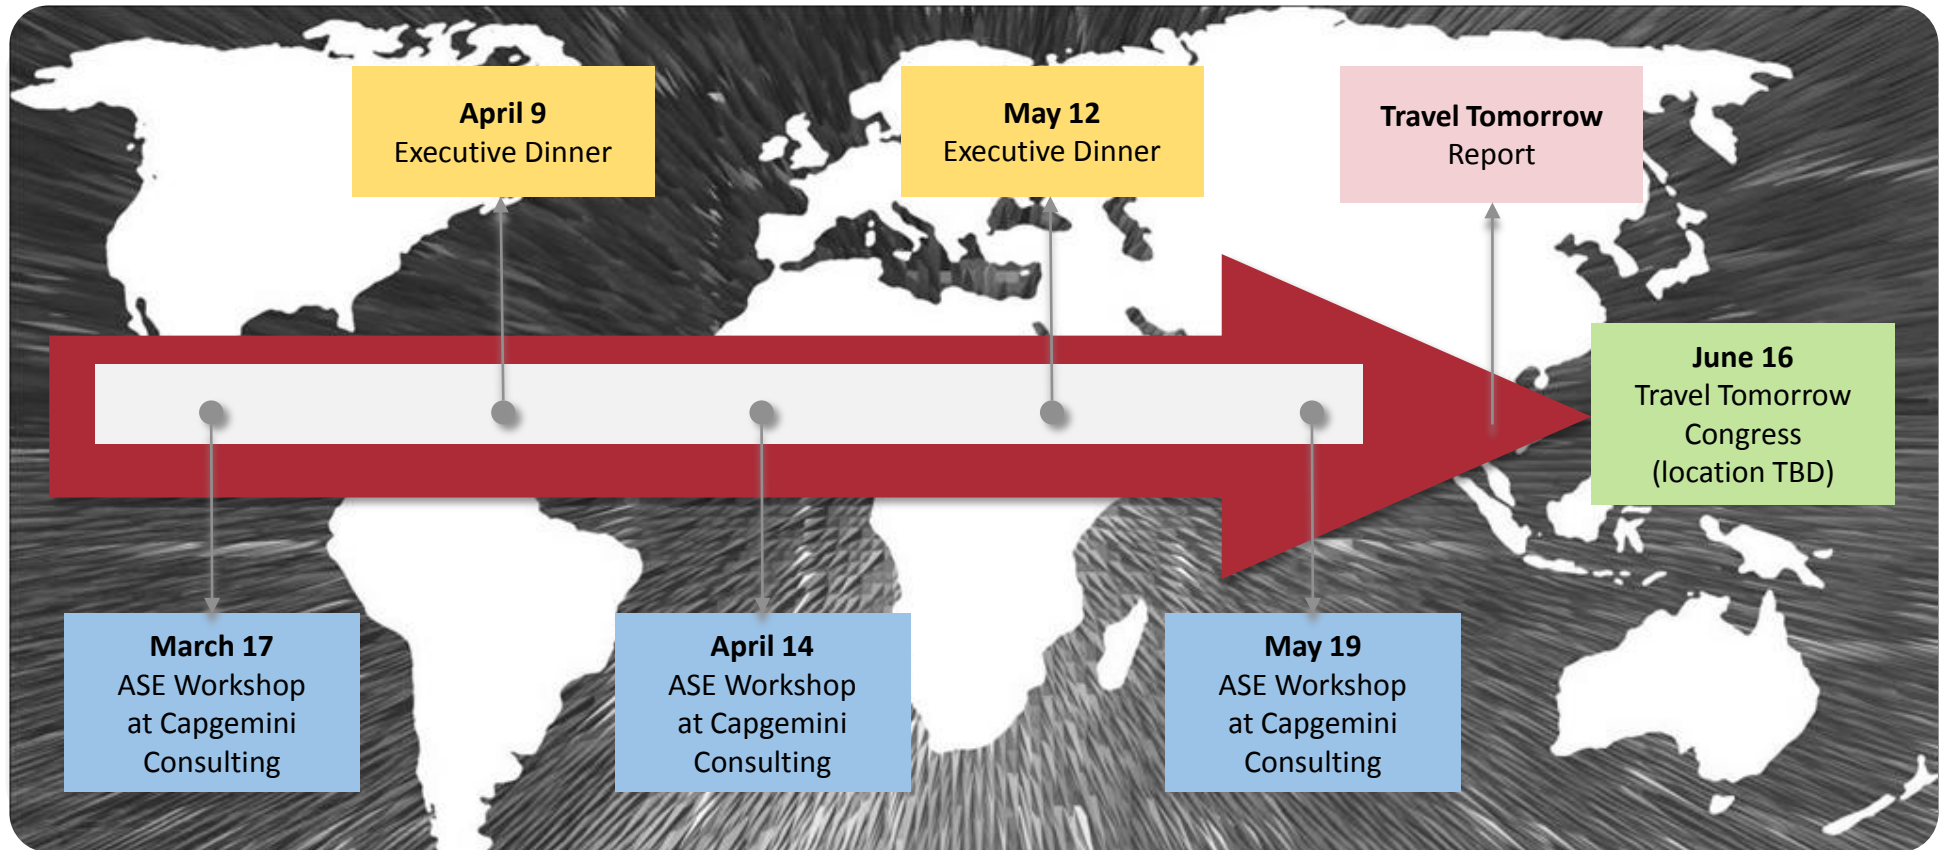 April 9
Executive Dinner
May 12
Executive Dinner
Travel Tomorrow
Report
June 16
Travel Tomorrow
Congress
(location TBD)
March 17
ASE Workshop
at Capgemini
Consulting
April 14
ASE Workshop
at Capgemini
Consulting
May 19
ASE Workshop
at Capgemini
Consulting